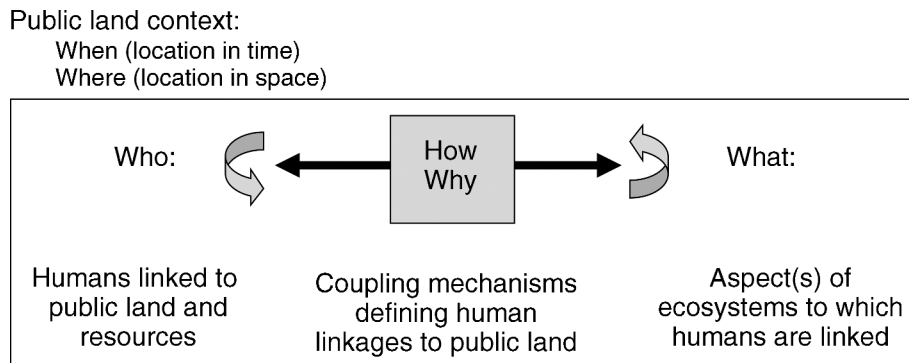 Public land context:
When (location in time)
Where (location in space)
Who:
How
Why
What:
Humans linked to
public land and
resources
Coupling mechanisms
defining human
linkages to public land
Aspect(s) of
ecosystems to which
humans are linked